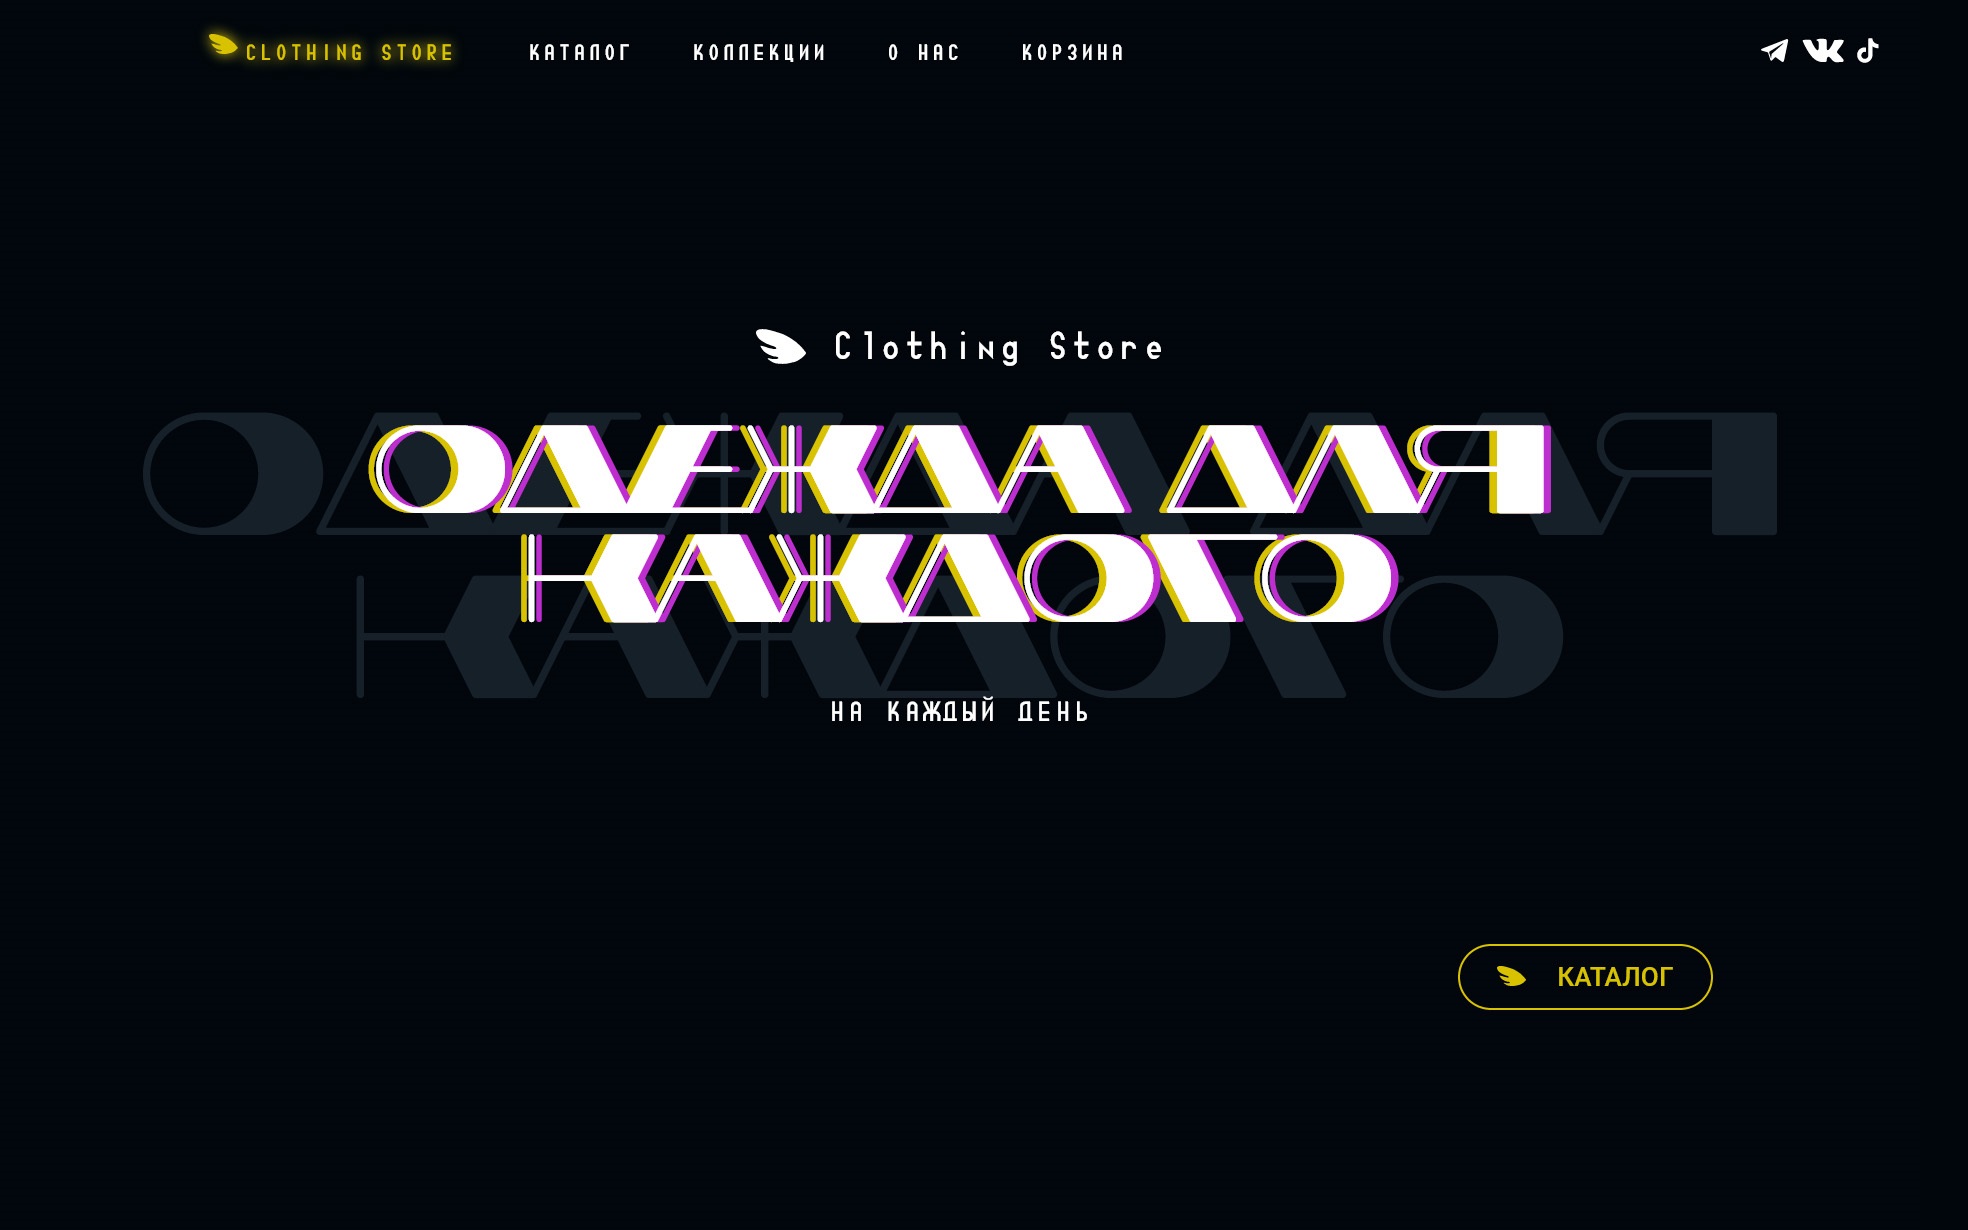 CLOTHING STORE КАТАЛОГ КОЛЛЕКЦИИ О НАС КОРЗИНА
Clothing Store
ОДЕЖДА ДЛЯ
КАЖДОГО
НА КАЖДЫЙ ДЕНЬ
КАТАЛОГ